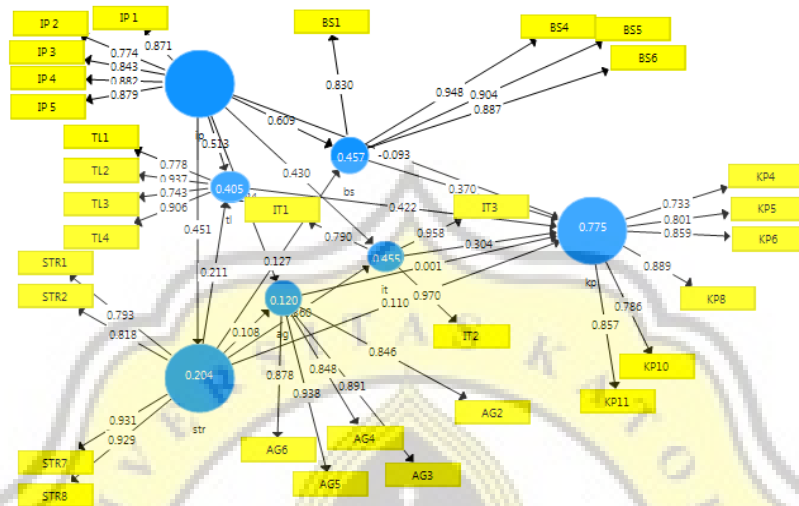 IP 1
IP 2
IP 3
IP 4
IP 5
0.871
0.774
0.843
0.882
0.879
BS1
BS4
BS5
BS6
0.830
0.948
0.904
0.887
0.609
0.457
bs
-0.093
0.370
0.513
0.430
TL1
TL2
TL3
TL4
0.778
0.937
0.743
0.906
0.405
tl
0.422
IT1
IT3
0.790
0.958
0.455
it
0.304
0.970
IT2
KP4
KP5
KP6
KP8
KP10
KP11
0.733
0.801
0.859
0.889
0.786
0.857
0.775
kp
0.451
0.211
0.127
0.001
0.110
0.120
ag
0.108
STR1
STR2
0.793
0.818
0.204
str
0.931
0.929
STR7
STR8
0.878
0.938
0.848
0.891
0.846
AG6
AG5
AG4
AG3
AG2